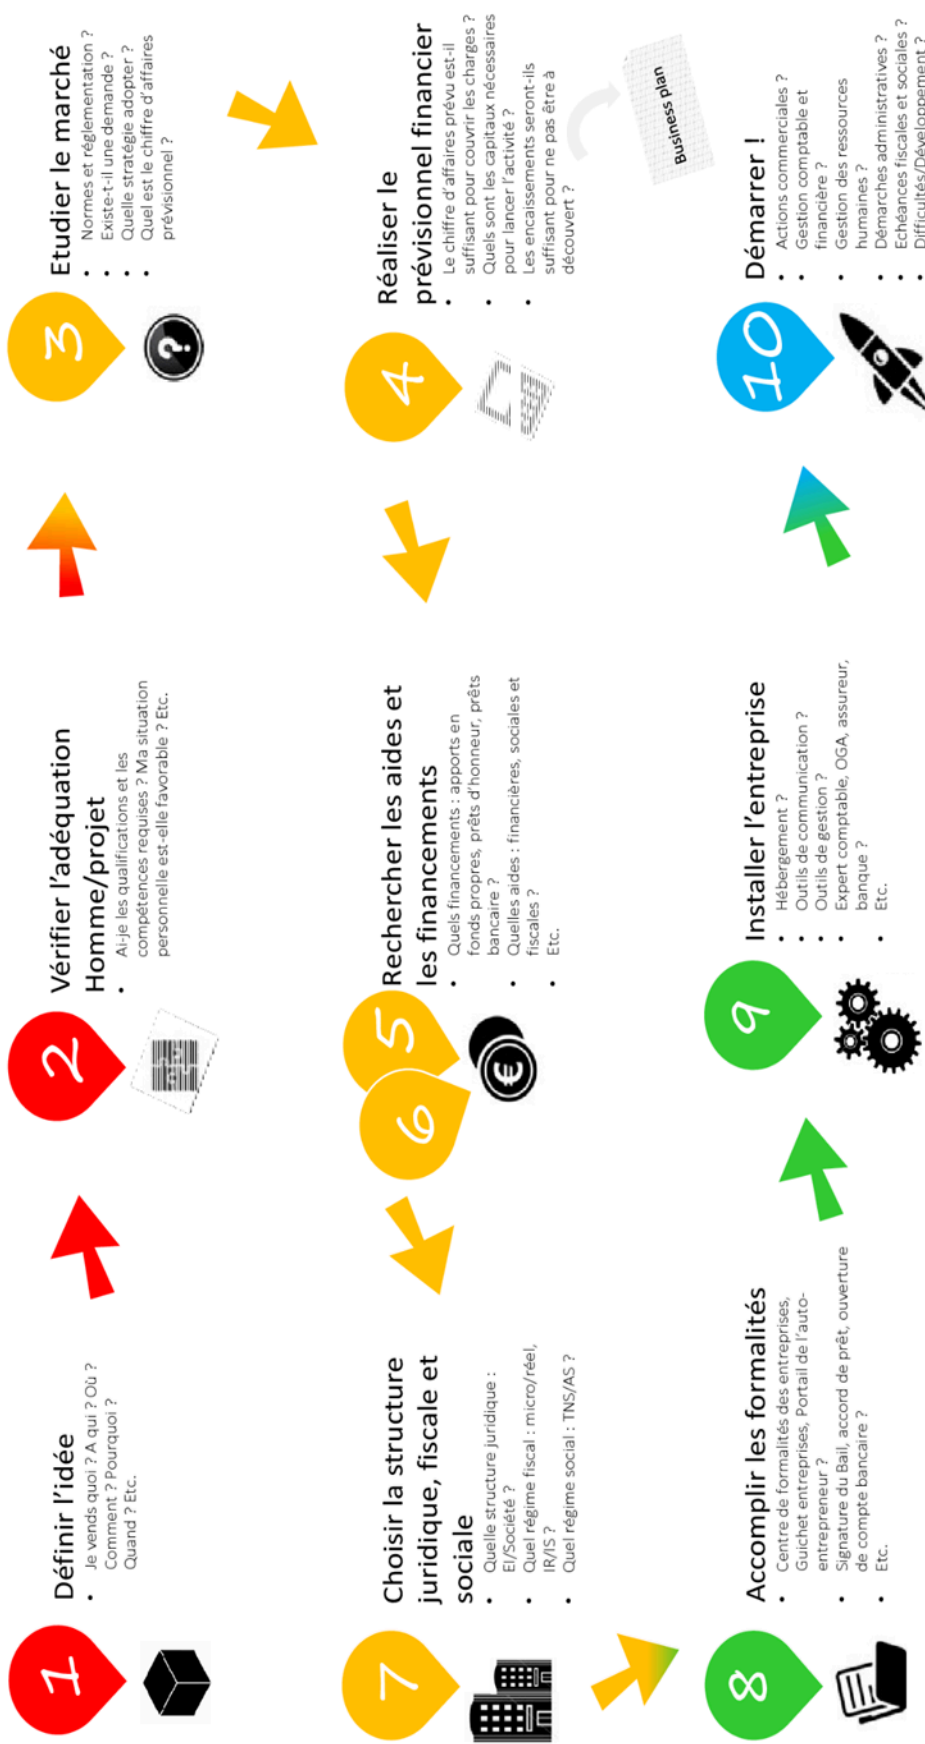 1
Définir l'idée
• Je vends quoi ? A qui ? Où ?
Comment ? Pourquoi ?
Quand ? Etc.
2
Vérifier l'adéquation
Homme/projet
• Ai-je les qualifications et les
compétences requises ? Ma situation
personnelle est-elle favorable ? Etc.
3
Etudier le marché
• Normes et réglementation ?
• Existe-t-il une demande ?
• Quelle stratégie adopter ?
• Quel est le chiffre d'affaires
prévisionnel ?
?
4
Réaliser le
prévisionnel financier
• Le chiffre d'affaires prévu est-il
suffisant pour couvrir les charges ?
• Quels sont les capitaux nécessaires
pour lancer l'activité ?
• Les encaissements seront-ils
suffisant pour ne pas être à
découvert ?
Business plan
5
6
€
Rechercher les aides et
les financements
• Quels financements : apports en
fonds propres, prêts d'honneur, prêts
bancaire ?
• Quelles aides : financières, sociales et
fiscales ?
• Etc.
7
Choisir la structure
juridique, fiscale et
sociale
• Quelle structure juridique :
EI/Société ?
• Quel régime fiscal : micro/réel,
IR/IS ?
• Quel régime social : TNS/AS ?
8
Accomplir les formalités
• Centre de formalités des entreprises,
Guichet entreprises, Portail de l'auto-
entrepreneur ?
• Signature du Bail, accord de prêt, ouverture
de compte bancaire ?
• Etc.
9
Installer l'entreprise
• Hébergement ?
• Outils de communication ?
• Outils de gestion ?
• Expert comptable, OGA, assureur,
banque ?
• Etc.
10
Démarrer !
• Actions commerciales ?
• Gestion comptable et
financière ?
• Gestion des ressources
humaines ?
• Démarches administratives ?
• Echéances fiscales et sociales ?
• Difficultés/Développement ?